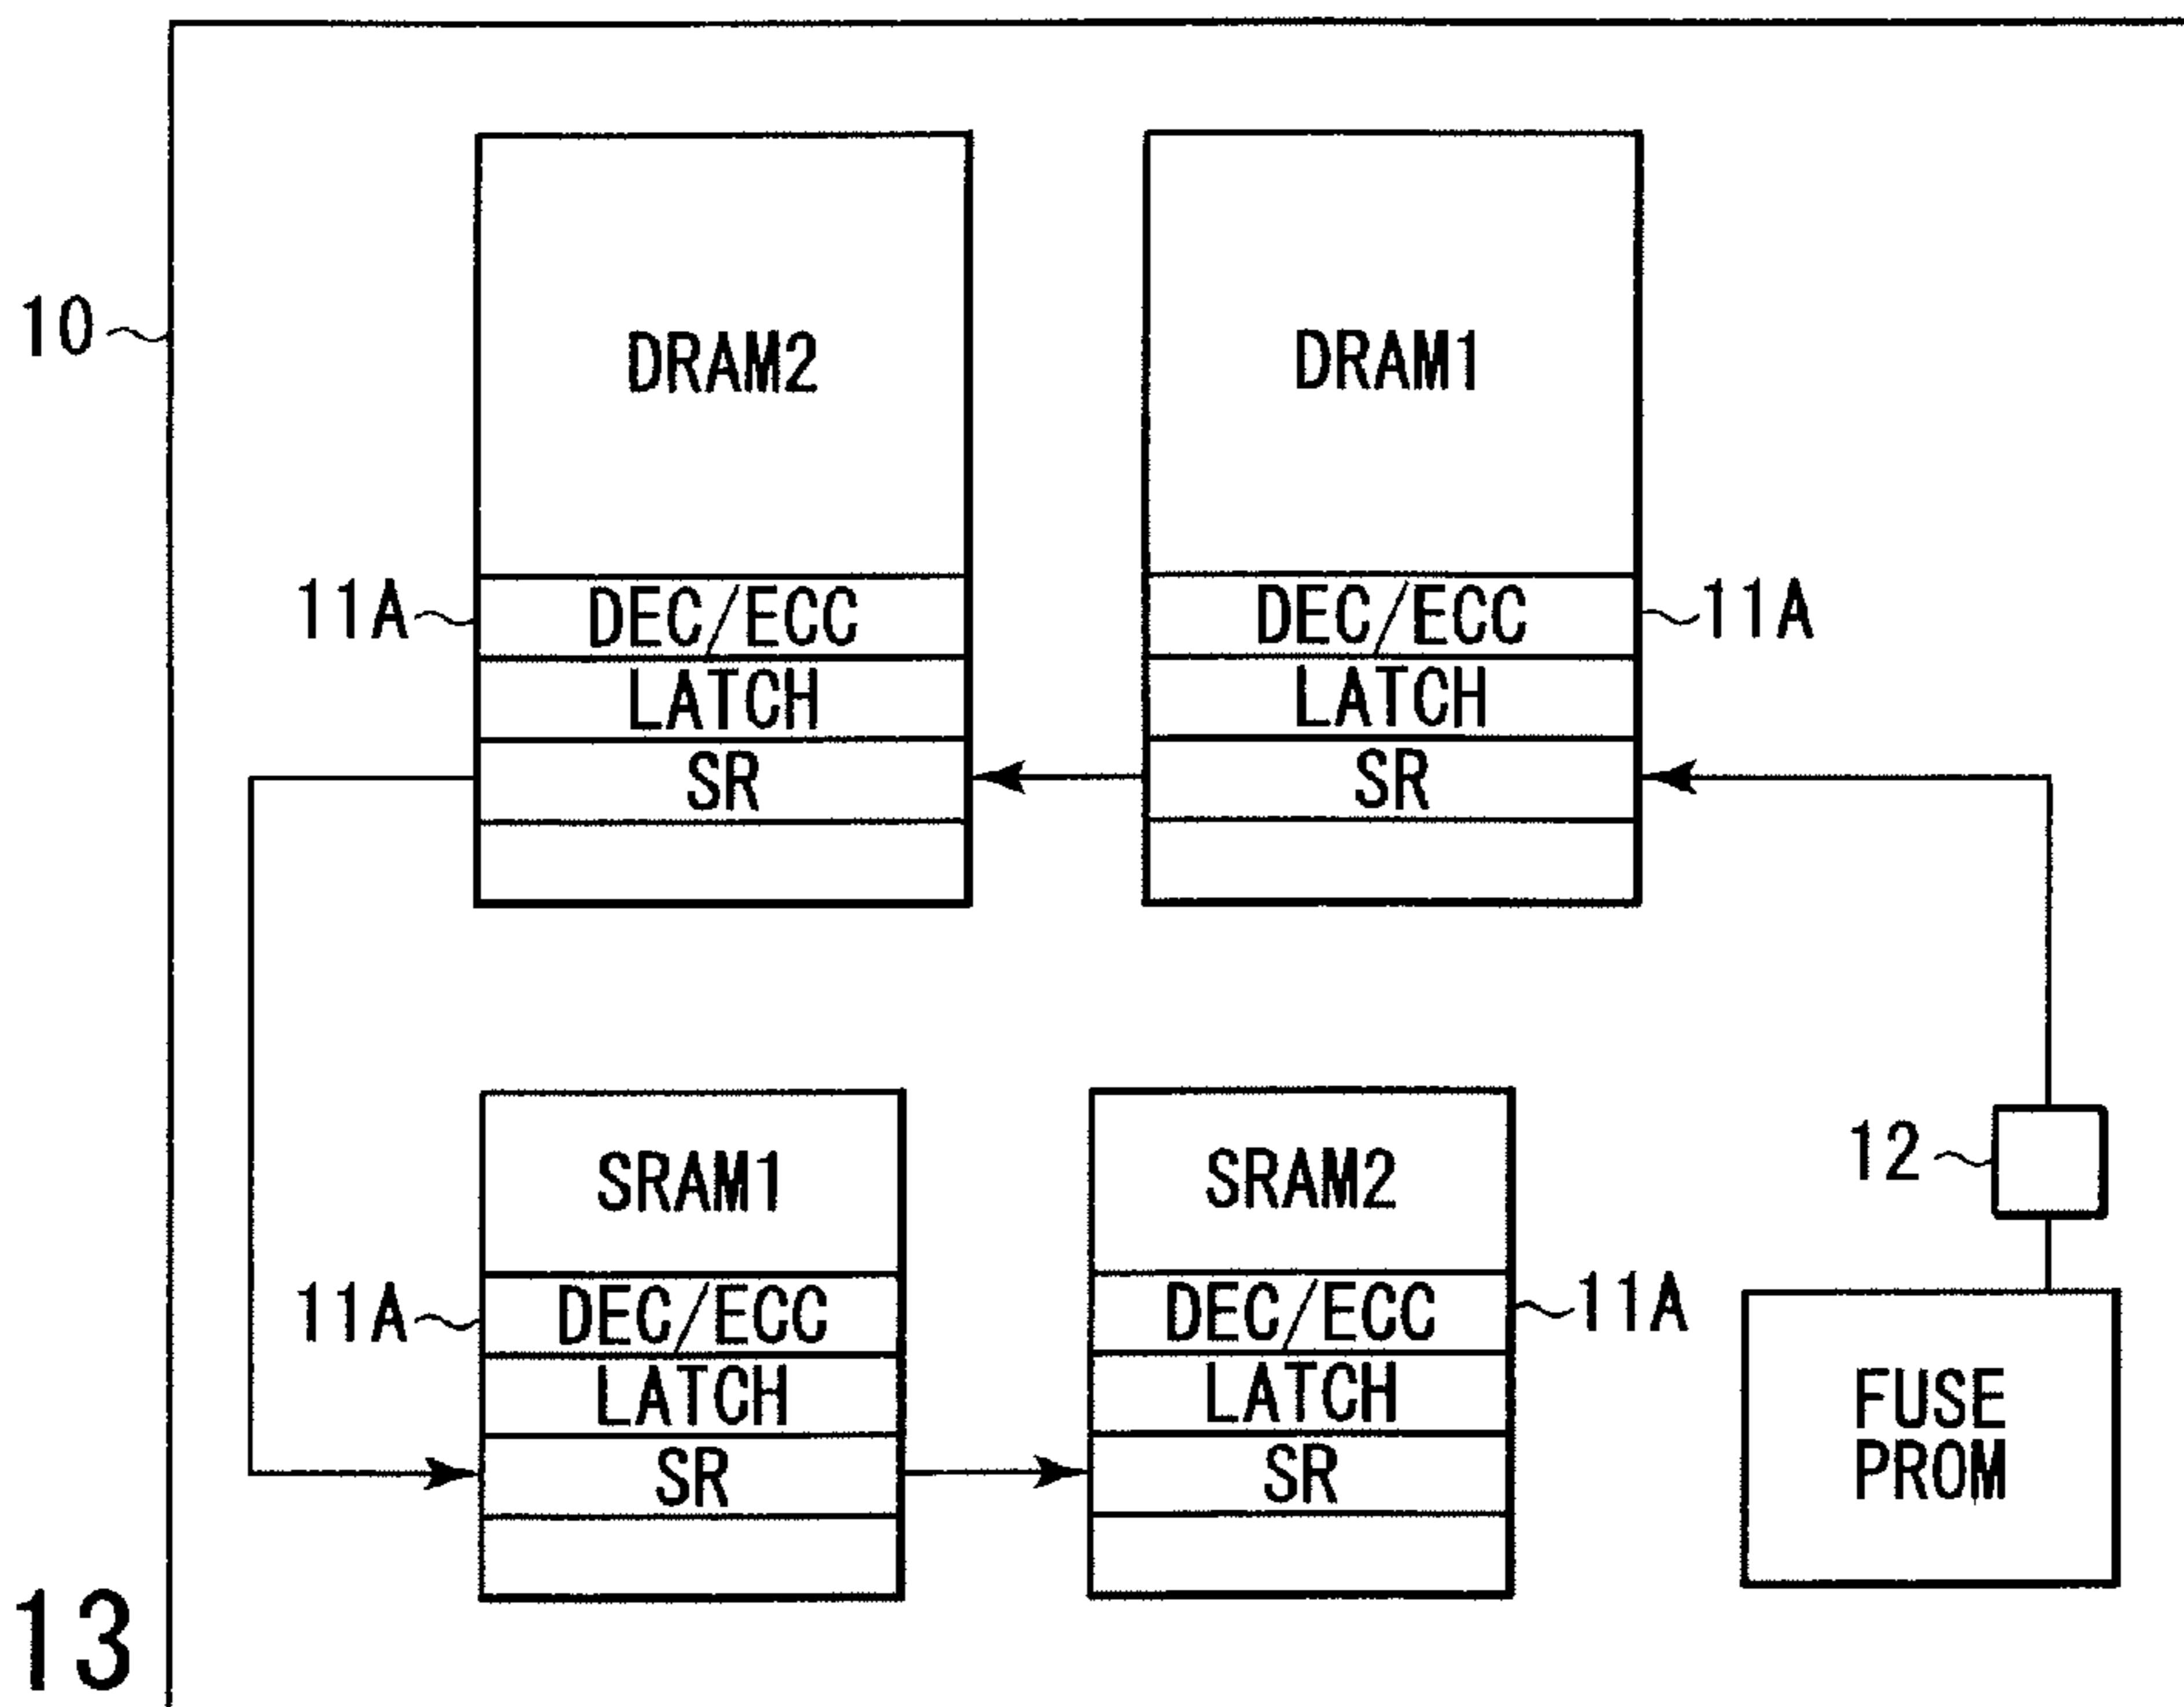 10
DRAM2
DRAM1
11A
DEC/ECC
DEC/ECC
11A
LATCH
LATCH
SR
SR
12
SRAM1
SRAM2
11A
DEC/ECC
DEC/ECC
11A
LATCH
LATCH
FUSE
PROM
SR
SR
13